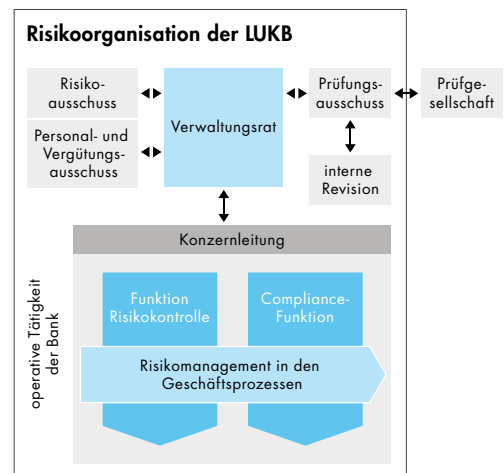 Risikoorganisation der LUKB
Risiko-
ausschuss
Personal- und
Vergütungs-
ausschuss
Verwaltungsrat
Prüfungs-
ausschuss
Prüfge-
sellschaft
interne
Revision
Konzernleitung
operative Tätigkeit
der Bank
Funktion
Risikokontrolle
Compliance-
Funktion
Risikomanagement in den
Geschäftsprozessen